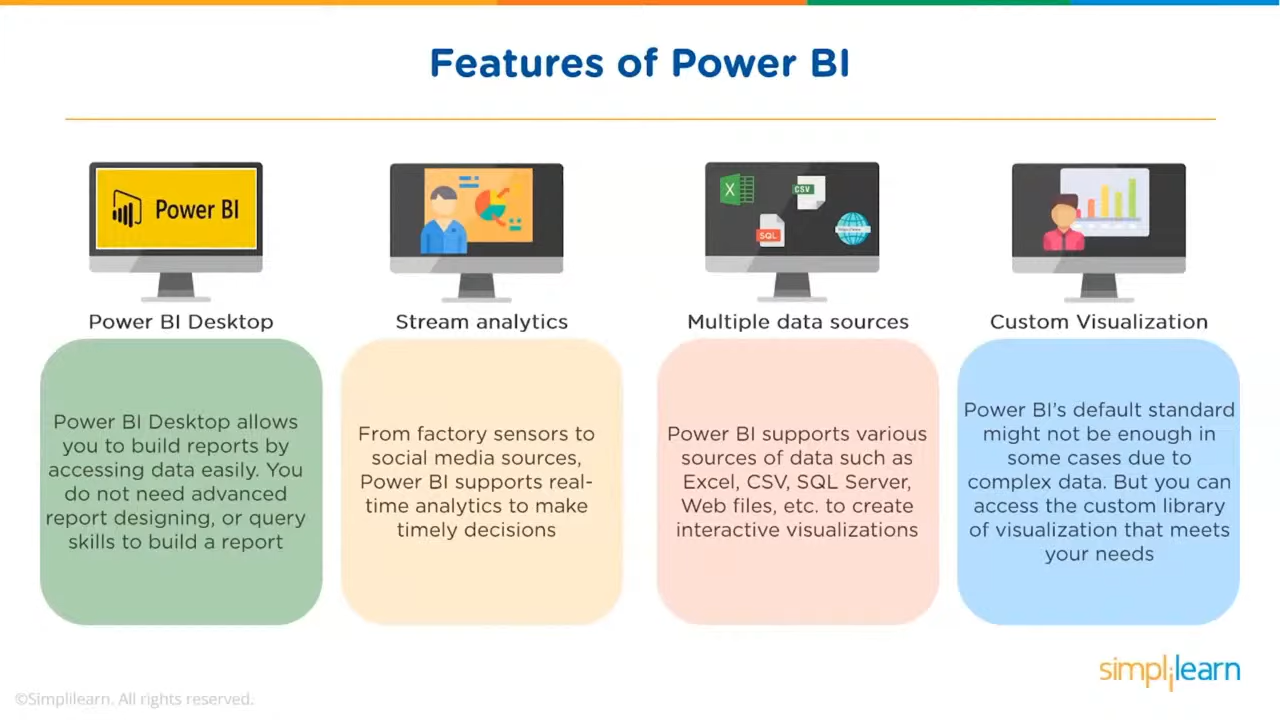 Features of Power BI
Power BI
X
CSV
SQL
Power BI Desktop
Stream analytics
Multiple data sources
Custom Visualization
Power BI Desktop allows
you to build reports by
accessing data easily. You
do not need advanced
report designing, or query
skills to build a report
From factory sensors to
social media sources,
Power BI supports real-
time analytics to make
timely decisions
Power BI supports various
sources of data such as
Excel, CSV, SQL Server,
Web files, etc. to create
interactive visualizations
Power BI's default standard
might not be enough in
some cases due to
complex data. But you can
access the custom library
of visualization that meets
your needs
simplilearn
©Simplilearn. All rights reserved.